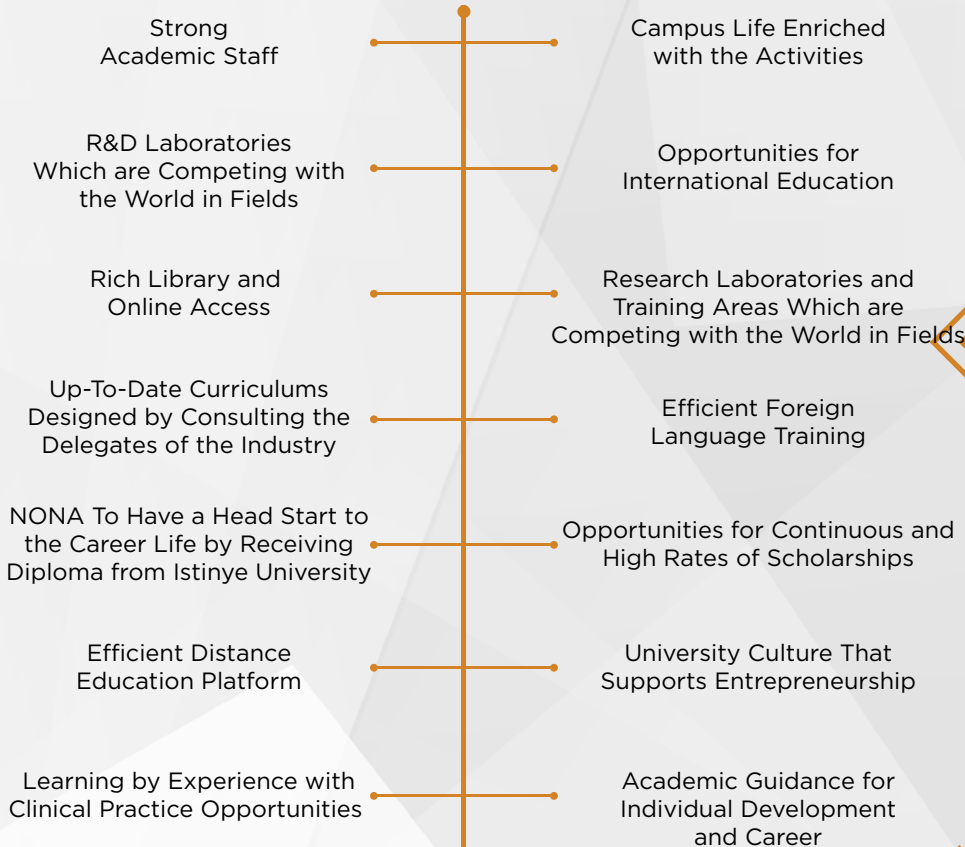 Strong
Academic Staff
Campus Life Enriched
with the Activities
R&D Laboratories
Which are Competing with
the World in Fields
Opportunities for
International Education
Rich Library and
Online Access
Research Laboratories and
Training Areas Which are
Competing with the World in Fields
Up-To-Date Curriculums
Designed by Consulting the
Delegates of the Industry
Efficient Foreign
Language Training
NONA To Have a Head Start to
the Career Life by Receiving
Diploma from Istinye University
Opportunities for Continuous and
High Rates of Scholarships
Efficient Distance
Education Platform
University Culture That
Supports Entrepreneurship
Learning by Experience with
Clinical Practice Opportunities
Academic Guidance for
Individual Development
and Career